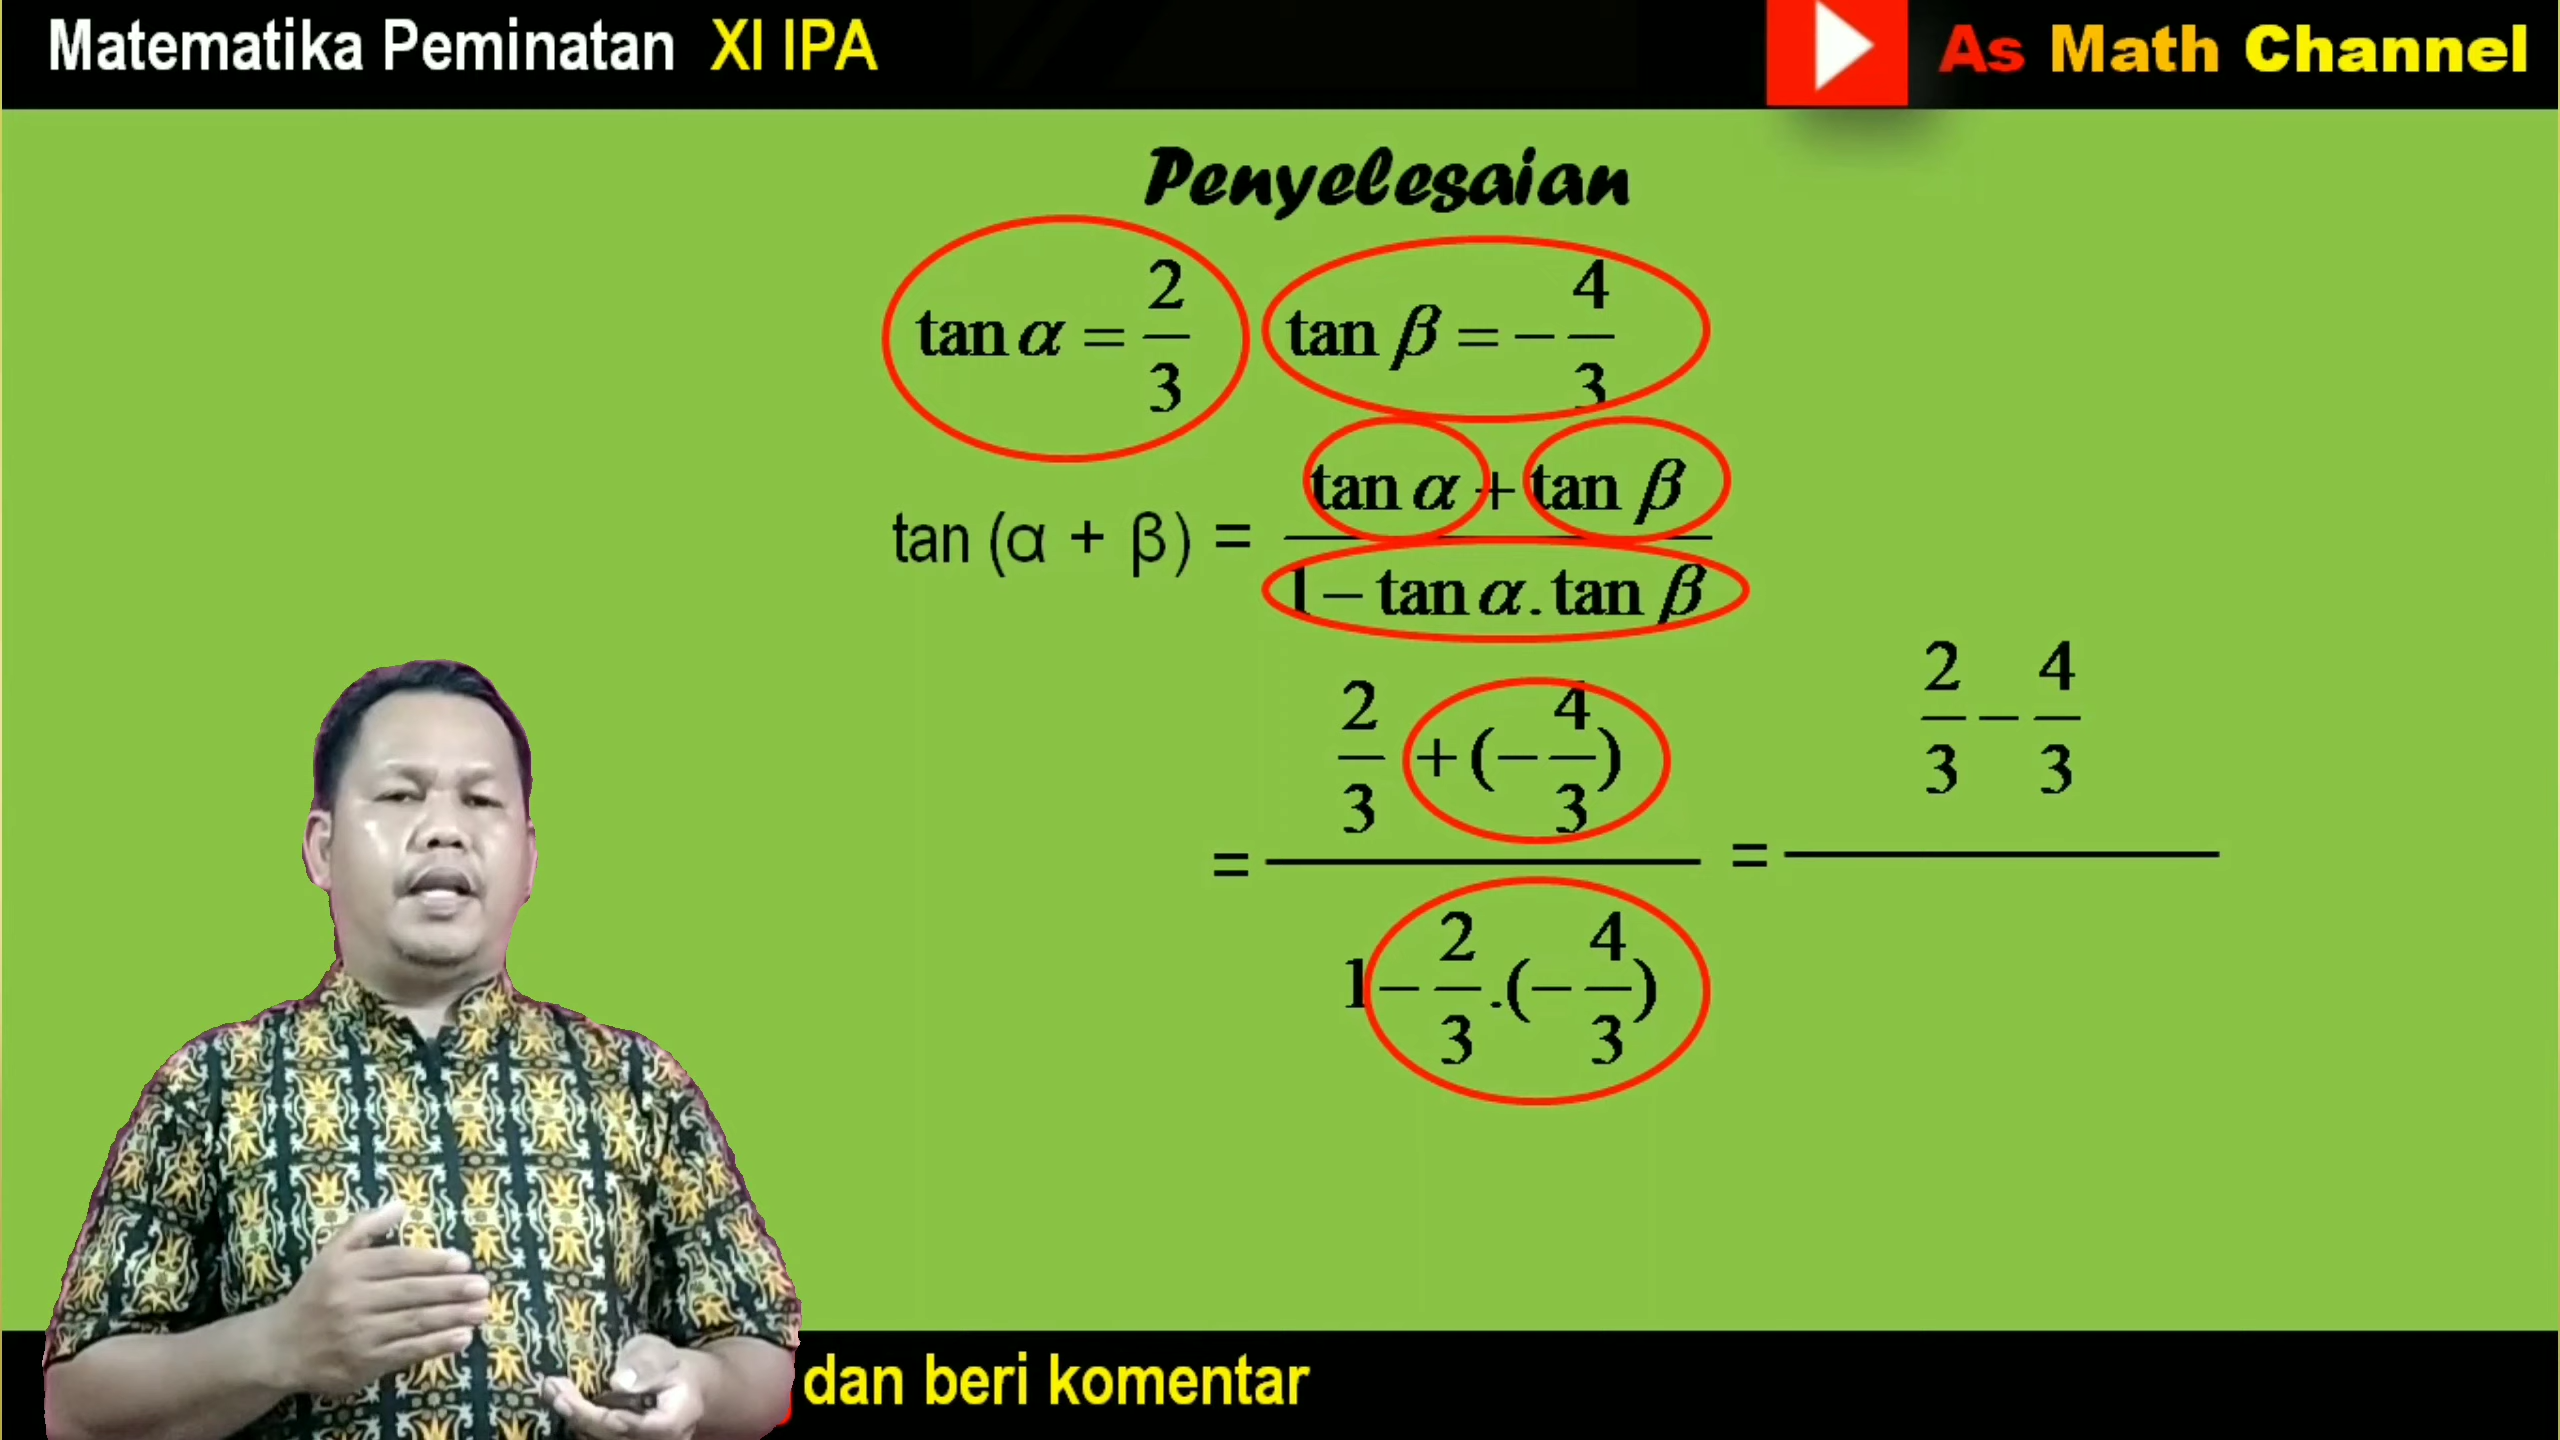 Matematika Peminatan XI IPA
As Math Channel
Penyelesaian
tan α = 2/3 tan β = -4/3
tan (α + β) = (tan α + tan β)/(1 - tan α . tan β)
= (2/3 + (-4/3))/(1 - 2/3 . (-4/3)) = (2/3 - 4/3)/
dan beri komentar